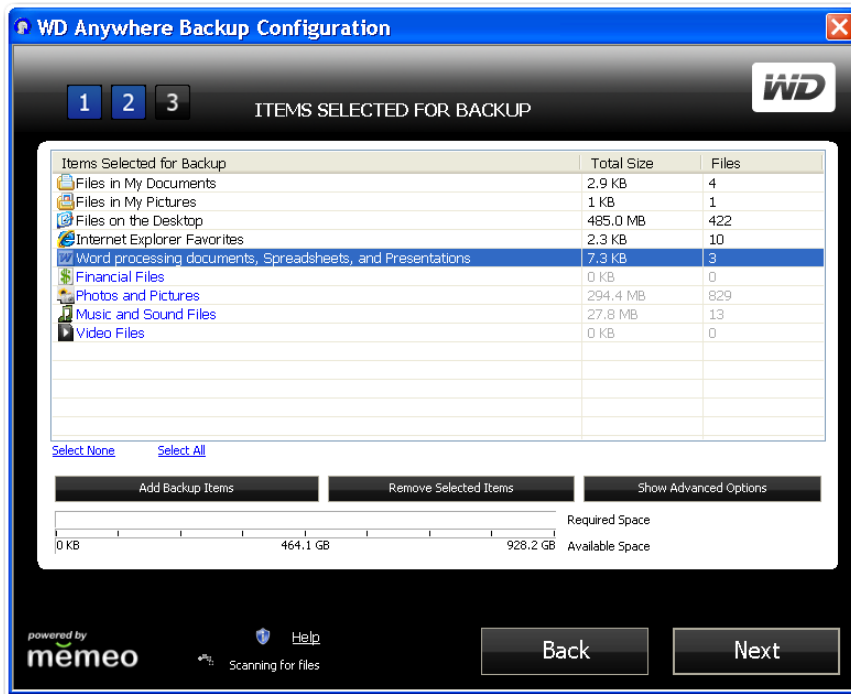 WD Anywhere Backup Configuration
1 2 3 ITEMS SELECTED FOR BACKUP WD
Items Selected for Backup Total Size Files
Files in My Documents 2.9 KB 4
Files in My Pictures 1 KB 1
Files on the Desktop 485.0 MB 422
Internet Explorer Favorites 2.3 KB 10
Word processing documents, Spreadsheets, and Presentations 7.3 KB 3
Financial Files 0 KB 0
Photos and Pictures 294.4 MB 829
Music and Sound Files 27.8 MB 13
Video Files 0 KB 0
Select None Select All
Add Backup Items Remove Selected Items Show Advanced Options
Required Space
0 KB 464.1 GB 928.2 GB Available Space
powered by
mĕmeo
Help
Scanning for files
Back Next